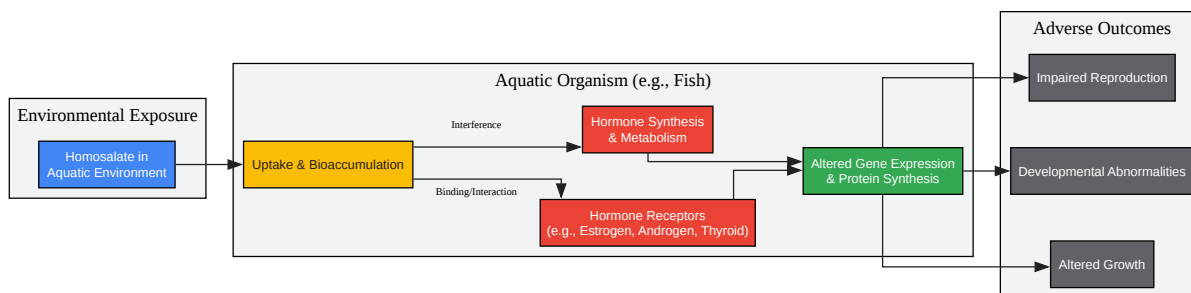 Environmental Exposure
Homosalate in
Aquatic Environment
Aquatic Organism (e.g., Fish)
Uptake & Bioaccumulation
Interference
Binding/Interaction
Hormone Synthesis
& Metabolism
Hormone Receptors
(e.g., Estrogen, Androgen, Thyroid)
Altered Gene Expression
& Protein Synthesis
Adverse Outcomes
Impaired Reproduction
Developmental Abnormalities
Altered Growth